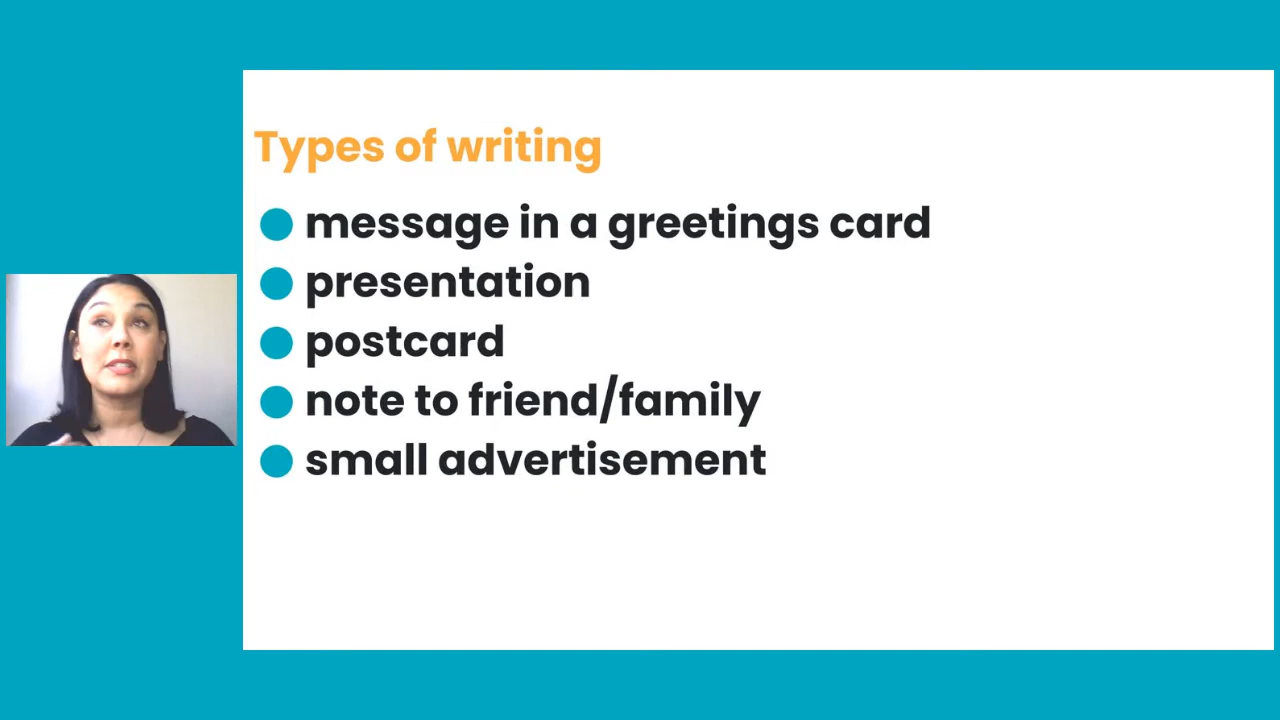 Types of writing
message in a greetings card
presentation
postcard
note to friend/family
small advertisement